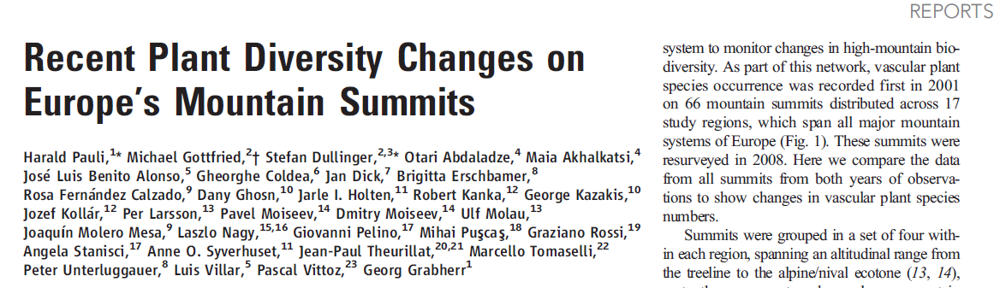 REPORTS
Recent Plant Diversity Changes on
Europe's Mountain Summits
Harald Pauli,1* Michael Gottfried,2† Stefan Dullinger,2,3* Otari Abdaladze,4 Maia Akhalkatsi,4
José Luis Benito Alonso,5 Gheorghe Coldea,6 Jan Dick,7 Brigitta Erschbamer,8
Rosa Fernández Calzado,9 Dany Ghosn,10 Jarle I. Holten,11 Robert Kanka,12 George Kazakis,10
Jozef Kollár,12 Per Larsson,13 Pavel Moiseev,14 Dmitry Moiseev,14 Ulf Molau,13
Joaquín Molero Mesa,9 Laszlo Nagy,15,16 Giovanni Pelino,17 Mihai Puşcaş,18 Graziano Rossi,19
Angela Stanisci,17 Anne O. Syverhuset,11 Jean-Paul Theurillat,20,21 Marcello Tomaselli,22
Peter Unterluggauer,8 Luis Villar,5 Pascal Vittoz,23 Georg Grabherr1
system to monitor changes in high-mountain bio-
diversity. As part of this network, vascular plant
species occurrence was recorded first in 2001
on 66 mountain summits distributed across 17
study regions, which span all major mountain
systems of Europe (Fig. 1). These summits were
resurveyed in 2008. Here we compare the data
from all summits from both years of observa-
tions to show changes in vascular plant species
numbers.
Summits were grouped in a set of four with-
in each region, spanning an altitudinal range from
the treeline to the alpine/nival ecotone (13, 14),